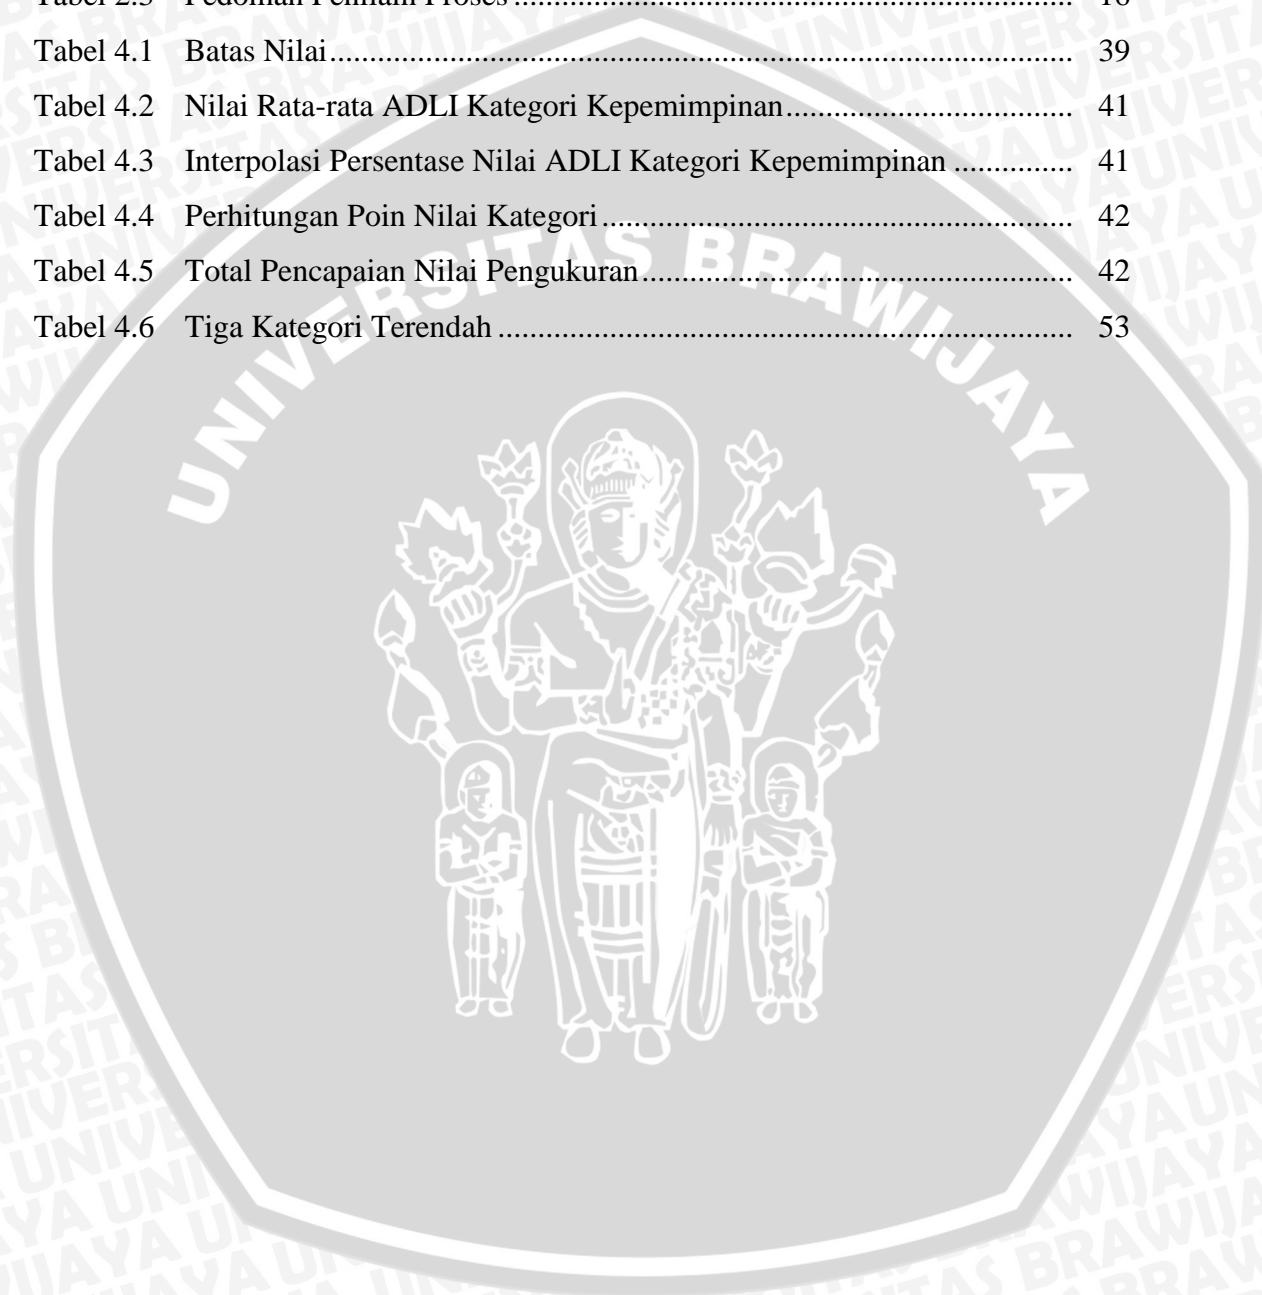 Tabel 4.1 Batas Nilai.......................................................................................... 39
Tabel 4.2 Nilai Rata-rata ADLI Kategori Kepemimpinan.................................... 41
Tabel 4.3 Interpolasi Persentase Nilai ADLI Kategori Kepemimpinan ............... 41
Tabel 4.4 Perhitungan Poin Nilai Kategori........................................................... 42
Tabel 4.5 Total Pencapaian Nilai Pengukuran...................................................... 42
Tabel 4.6 Tiga Kategori Terendah ........................................................................ 53
UNIVERSITAS BRAWIJAYA